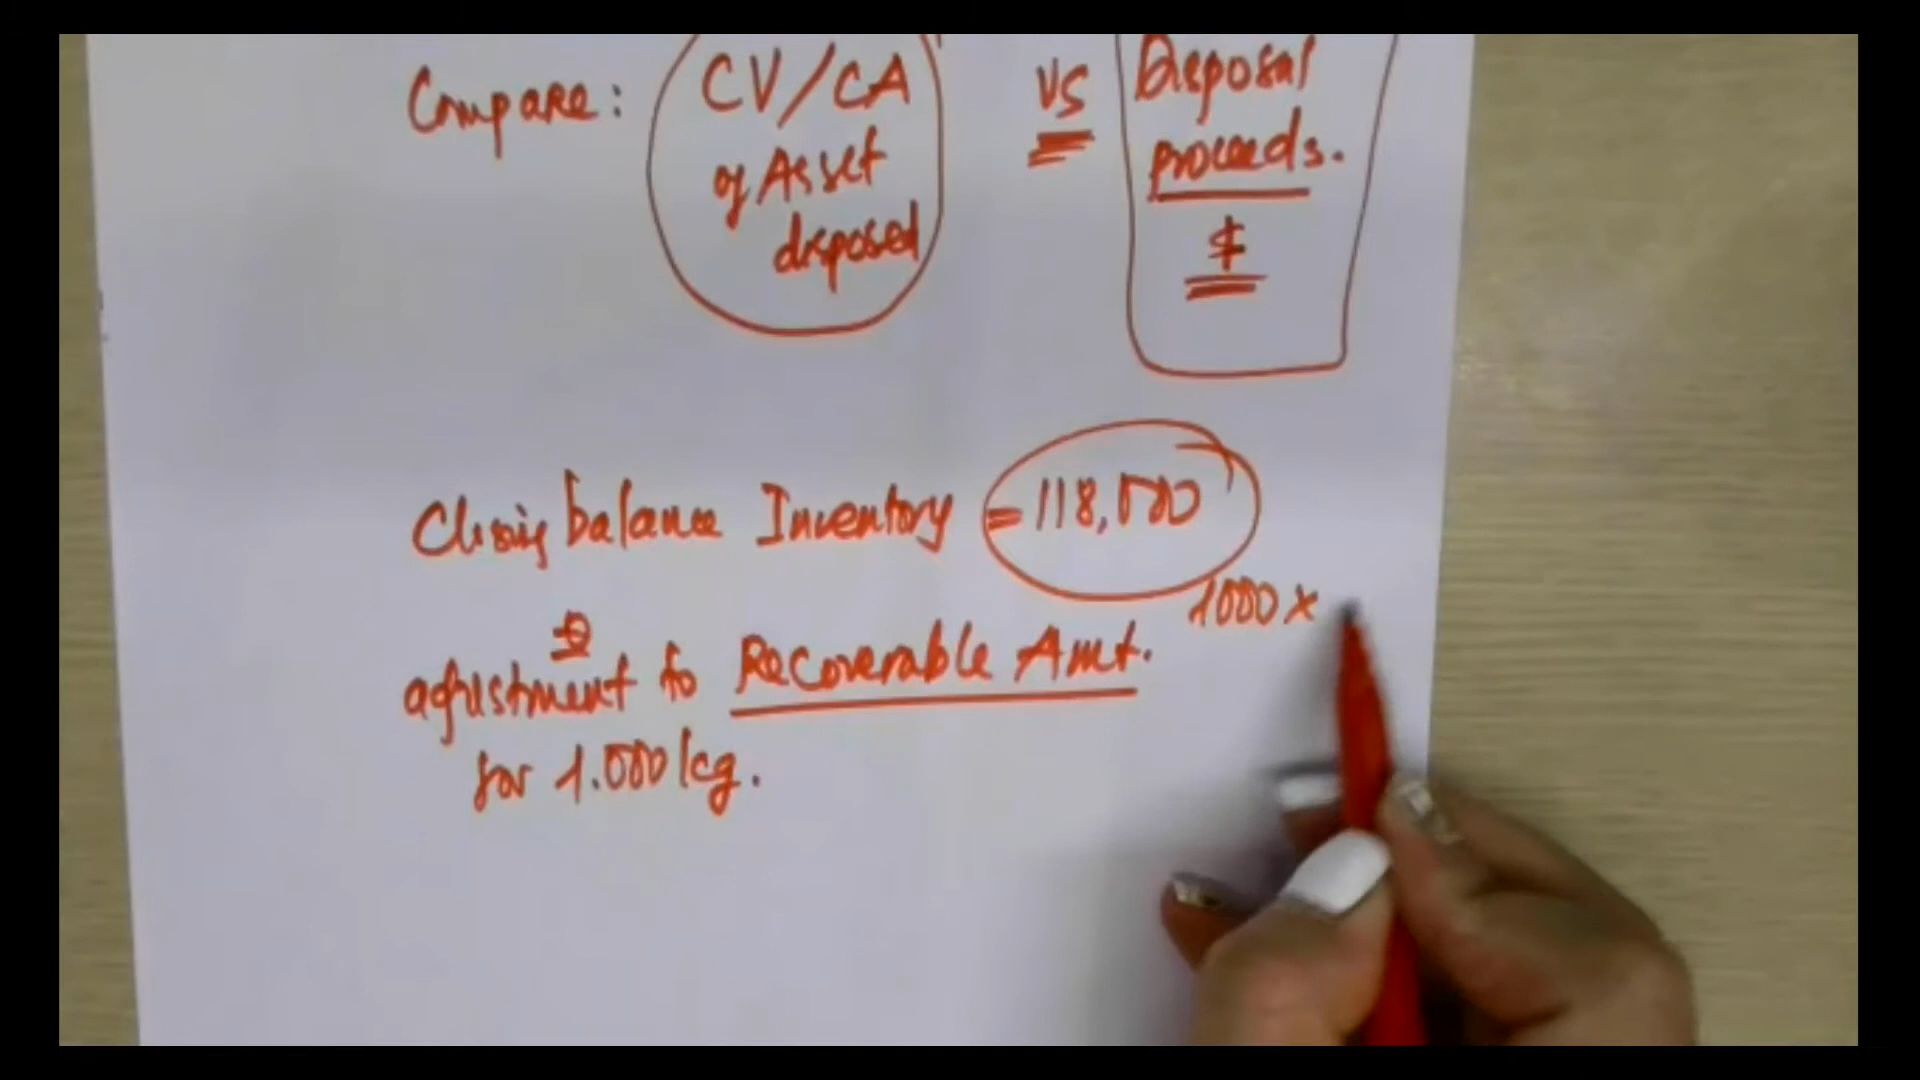 Compare: CV/CA vs Disposal
of Asset proceeds.
disposed $
Closing balance Inventory = 118,000
1000 x
adjustment to Recoverable Amt.
for 1.000 kg.